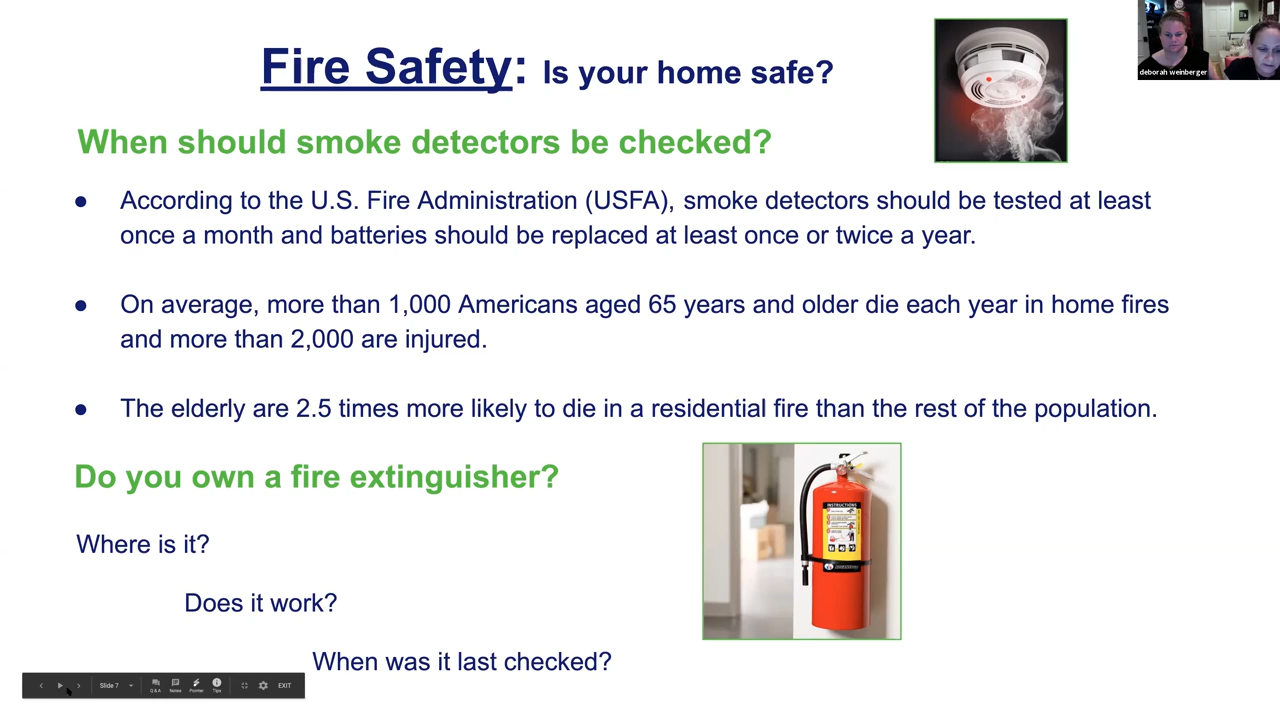 Fire Safety: Is your home safe?
deborah weinberger
When should smoke detectors be checked?
● According to the U.S. Fire Administration (USFA), smoke detectors should be tested at least
once a month and batteries should be replaced at least once or twice a year.
● On average, more than 1,000 Americans aged 65 years and older die each year in home fires
and more than 2,000 are injured.
● The elderly are 2.5 times more likely to die in a residential fire than the rest of the population.
Do you own a fire extinguisher?
INSTRUCTIONS
Where is it?
Does it work?
When was it last checked?
Slide 7
Q & A Notes Pointer Tips
EXIT